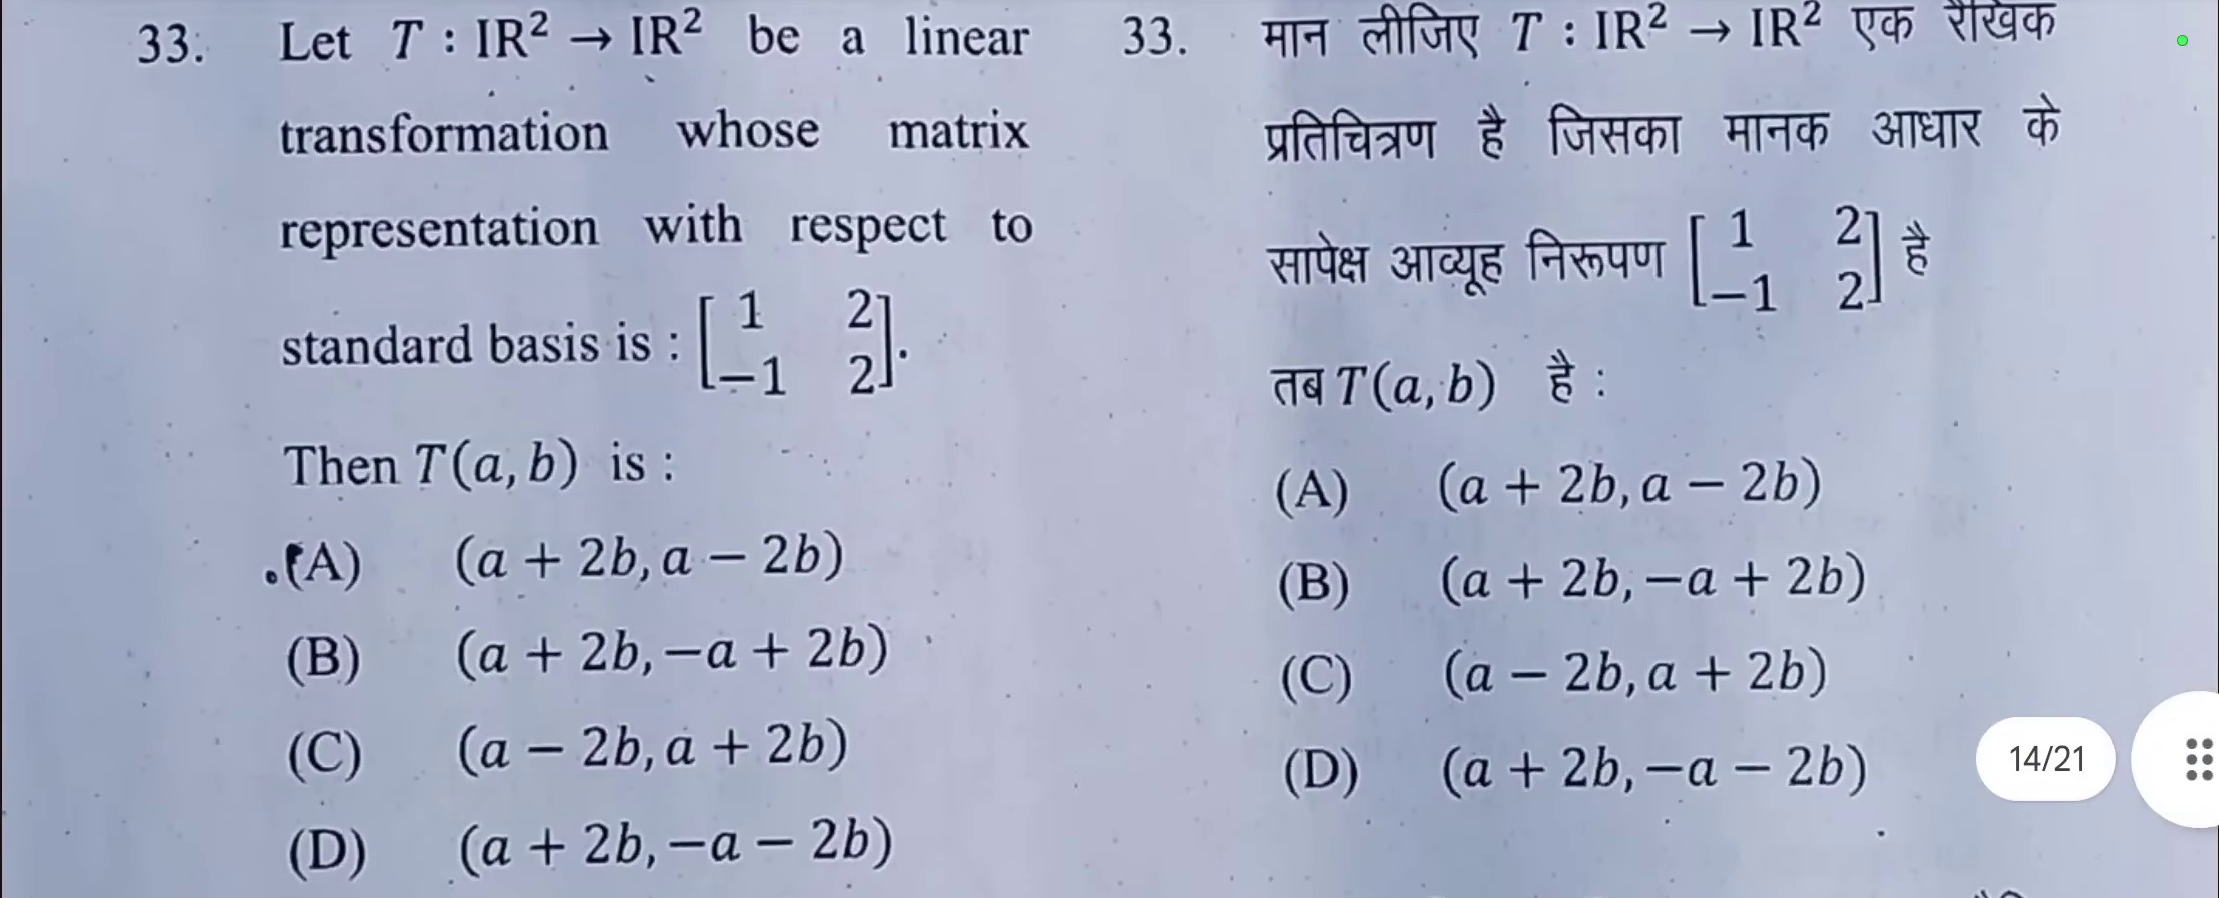 33. Let T : IR² → IR² be a linear
transformation whose matrix
representation with respect to
standard basis is : [1 2
-1 2].
Then T(a, b) is :
(A) (a + 2b, a − 2b)
(B) (a + 2b, −a + 2b)
(C) (a − 2b, a + 2b)
(D) (a + 2b, −a − 2b)
33. मान लीजिए T : IR² → IR² एक रैखिक
प्रतिचित्रण है जिसका मानक आधार के
सापेक्ष आव्यूह निरूपण [1 2
-1 2] है
तब T(a, b) है :
(A) (a + 2b, a − 2b)
(B) (a + 2b, −a + 2b)
(C) (a − 2b, a + 2b)
(D) (a + 2b, −a − 2b)
14/21